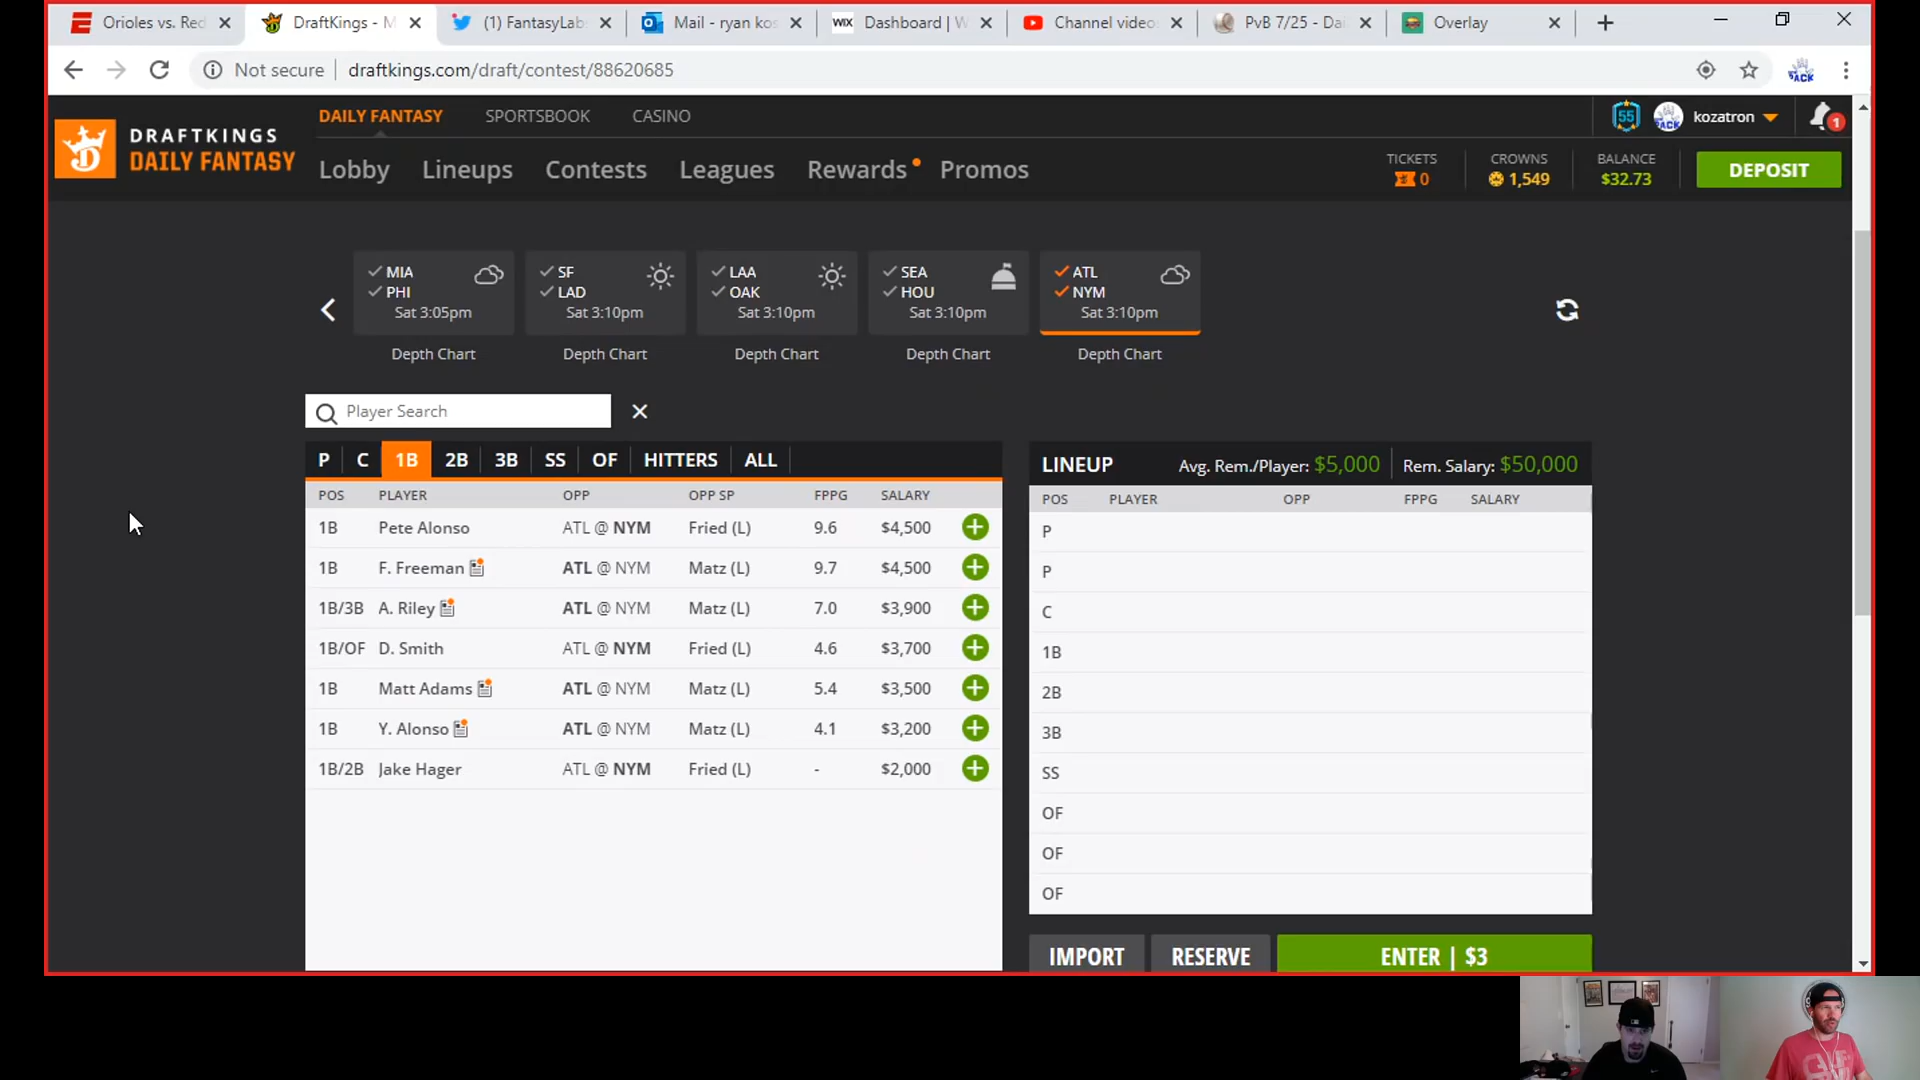 Orioles vs. Red
DraftKings - M
(1) FantasyLabs
Mail - ryan kos
WIX Dashboard | W
Channel videos
PvB 7/25 - Dai
Overlay
Not secure draftkings.com/draft/contest/88620685
DAILY FANTASY SPORTSBOOK CASINO 55 kozatron 1
DRAFTKINGS
DAILY FANTASY
Lobby Lineups Contests Leagues Rewards Promos
TICKETS CROWNS BALANCE
0 1,549 $32.73
DEPOSIT
MIA
PHI
Sat 3:05pm
Depth Chart
SF
LAD
Sat 3:10pm
Depth Chart
LAA
OAK
Sat 3:10pm
Depth Chart
SEA
HOU
Sat 3:10pm
Depth Chart
ATL
NYM
Sat 3:10pm
Depth Chart
Player Search
P C 1B 2B 3B SS OF HITTERS ALL
POS PLAYER OPP OPP SP FPPG SALARY
1B Pete Alonso ATL @ NYM Fried (L) 9.6 $4,500
1B F. Freeman ATL @ NYM Matz (L) 9.7 $4,500
1B/3B A. Riley ATL @ NYM Matz (L) 7.0 $3,900
1B/OF D. Smith ATL @ NYM Fried (L) 4.6 $3,700
1B Matt Adams ATL @ NYM Matz (L) 5.4 $3,500
1B Y. Alonso ATL @ NYM Matz (L) 4.1 $3,200
1B/2B Jake Hager ATL @ NYM Fried (L) - $2,000
LINEUP Avg. Rem./Player: $5,000 Rem. Salary: $50,000
POS PLAYER OPP FPPG SALARY
P
P
C
1B
2B
3B
SS
OF
OF
OF
IMPORT RESERVE ENTER | $3